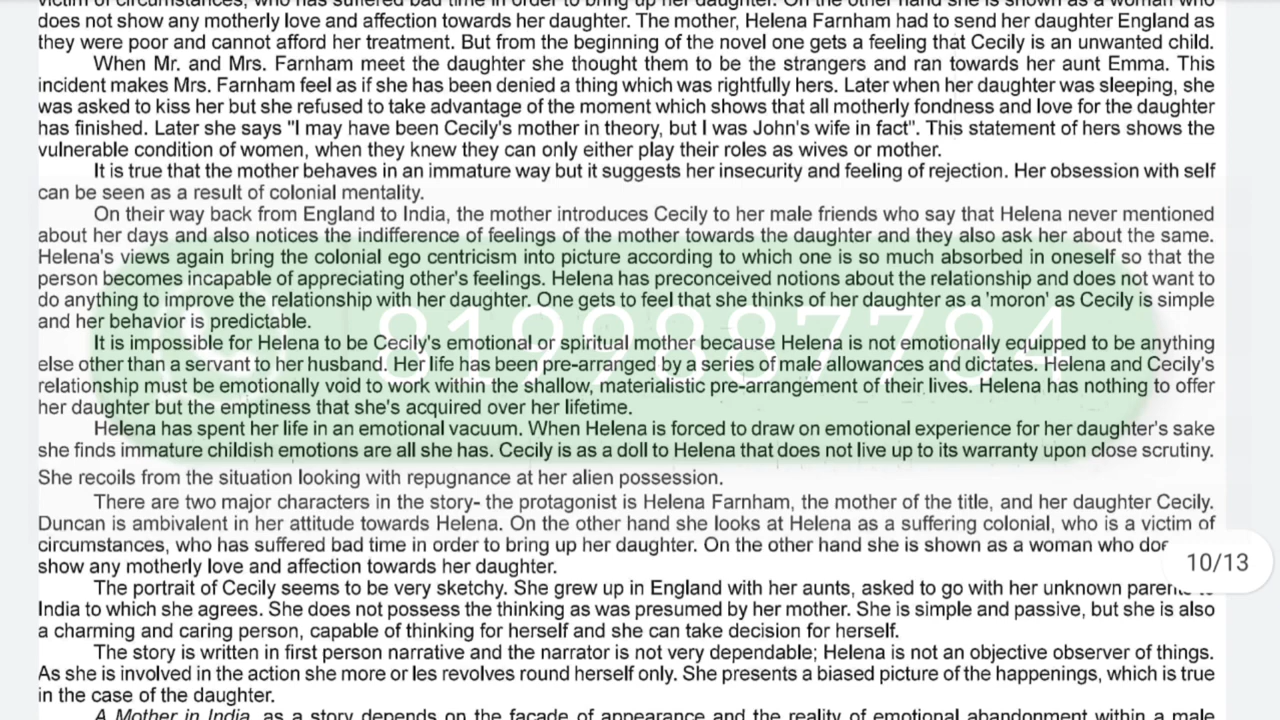 victim of circumstances, who has suffered bad time in order to bring up her daughter. On the other hand she is shown as a woman who
does not show any motherly love and affection towards her daughter. The mother, Helena Farnham had to send her daughter England as
they were poor and cannot afford her treatment. But from the beginning of the novel one gets a feeling that Cecily is an unwanted child.
When Mr. and Mrs. Farnham meet the daughter she thought them to be the strangers and ran towards her aunt Emma. This
incident makes Mrs. Farnham feel as if she has been denied a thing which was rightfully hers. Later when her daughter was sleeping, she
was asked to kiss her but she refused to take advantage of the moment which shows that all motherly fondness and love for the daughter
has finished. Later she says "I may have been Cecily's mother in theory, but I was John's wife in fact". This statement of hers shows the
vulnerable condition of women, when they knew they can only either play their roles as wives or mother.
It is true that the mother behaves in an immature way but it suggests her insecurity and feeling of rejection. Her obsession with self
can be seen as a result of colonial mentality.
On their way back from England to India, the mother introduces Cecily to her male friends who say that Helena never mentioned
about her days and also notices the indifference of feelings of the mother towards the daughter and they also ask her about the same.
Helena's views again bring the colonial ego centricism into picture according to which one is so much absorbed in oneself so that the
person becomes incapable of appreciating other's feelings. Helena has preconceived notions about the relationship and does not want to
do anything to improve the relationship with her daughter. One gets to feel that she thinks of her daughter as a 'moron' as Cecily is simple
and her behavior is predictable.
8199887784
It is impossible for Helena to be Cecily's emotional or spiritual mother because Helena is not emotionally equipped to be anything
else other than a servant to her husband. Her life has been pre-arranged by a series of male allowances and dictates. Helena and Cecily's
relationship must be emotionally void to work within the shallow, materialistic pre-arrangement of their lives. Helena has nothing to offer
her daughter but the emptiness that she's acquired over her lifetime.
Helena has spent her life in an emotional vacuum. When Helena is forced to draw on emotional experience for her daughter's sake
she finds immature childish emotions are all she has. Cecily is as a doll to Helena that does not live up to its warranty upon close scrutiny.
She recoils from the situation looking with repugnance at her alien possession.
There are two major characters in the story- the protagonist is Helena Farnham, the mother of the title, and her daughter Cecily.
Duncan is ambivalent in her attitude towards Helena. On the other hand she looks at Helena as a suffering colonial, who is a victim of
circumstances, who has suffered bad time in order to bring up her daughter. On the other hand she is shown as a woman who
show any motherly love and affection towards her daughter.
10/13
The portrait of Cecily seems to be very sketchy. She grew up in England with her aunts, asked to go with her unknown
India to which she agrees. She does not possess the thinking as was presumed by her mother. She is simple and passive, but she is also
a charming and caring person, capable of thinking for herself and she can take decision for herself.
The story is written in first person narrative and the narrator is not very dependable; Helena is not an objective observer of things.
As she is involved in the action she more or les revolves round herself only. She presents a biased picture of the happenings, which is true
in the case of the daughter.
A Mother in India, as a story depends on the facade of appearance and the reality of emotional abandonment within a male